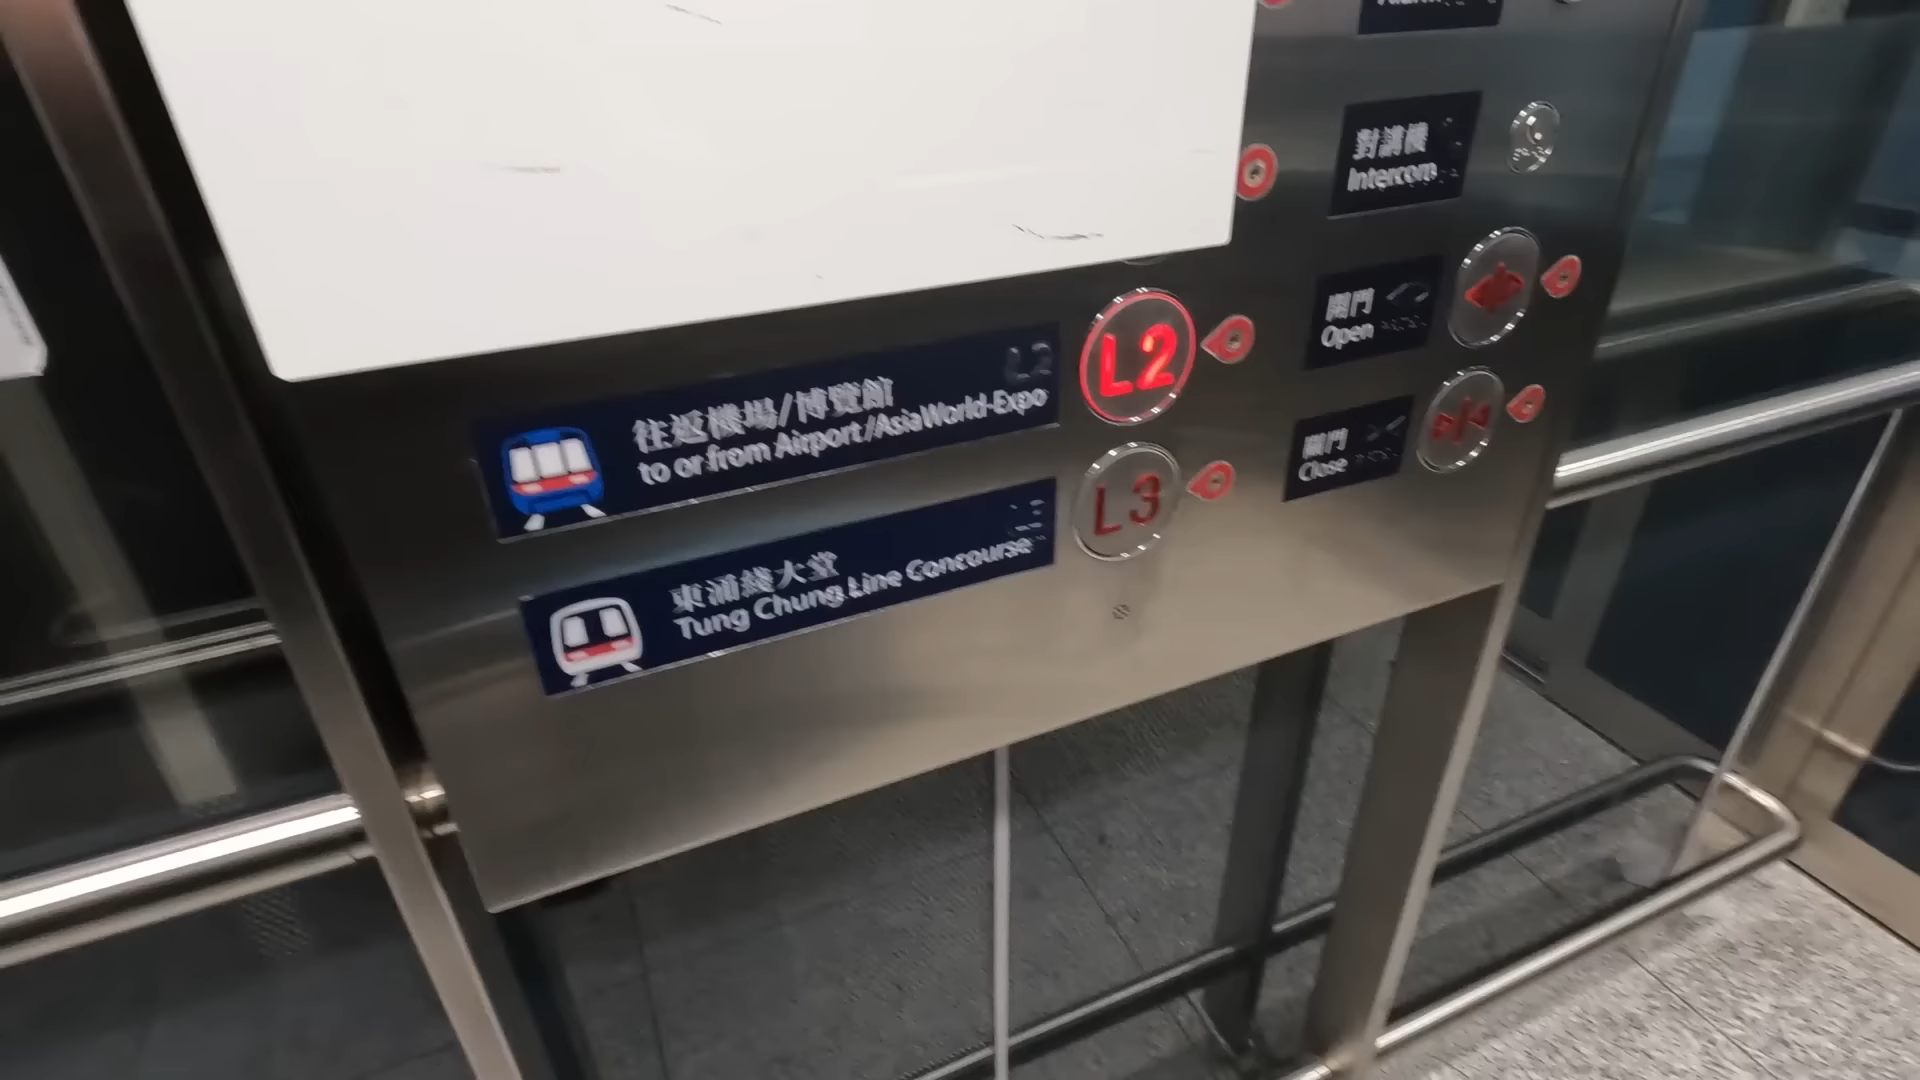 對講機
Intercom
往返機場/博覽館
to or from Airport/AsiaWorld-Expo
L2
L2
開門
Open
東涌綫大堂
Tung Chung Line Concourse
L3
關門
Close